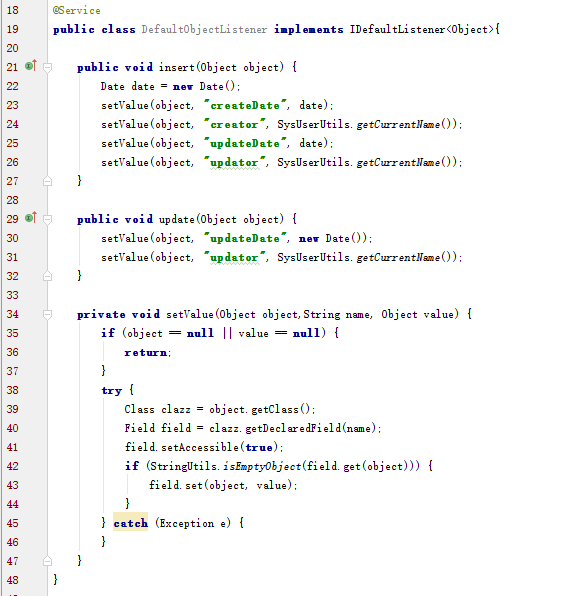 18 @Service
19 public class DefaultObjectListener implements IDefaultListener<Object>{
20
21 public void insert(Object object) {
22 Date date = new Date();
23 setValue(object, "createDate", date);
24 setValue(object, "creator", SysUserUtils.getCurrentName());
25 setValue(object, "updateDate", date);
26 setValue(object, "updator", SysUserUtils.getCurrentName());
27 }
28
29 public void update(Object object) {
30 setValue(object, "updateDate", new Date());
31 setValue(object, "updator", SysUserUtils.getCurrentName());
32 }
33
34 private void setValue(Object object,String name, Object value) {
35 if (object == null || value == null) {
36 return;
37 }
38 try {
39 Class clazz = object.getClass();
40 Field field = clazz.getDeclaredField(name);
41 field.setAccessible(true);
42 if (StringUtils.isEmptyObject(field.get(object))) {
43 field.set(object, value);
44 }
45 } catch (Exception e) {
46 }
47 }
48 }